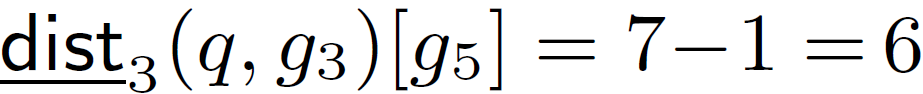 dist₃(q, g₃)[g₅] = 7−1 = 6